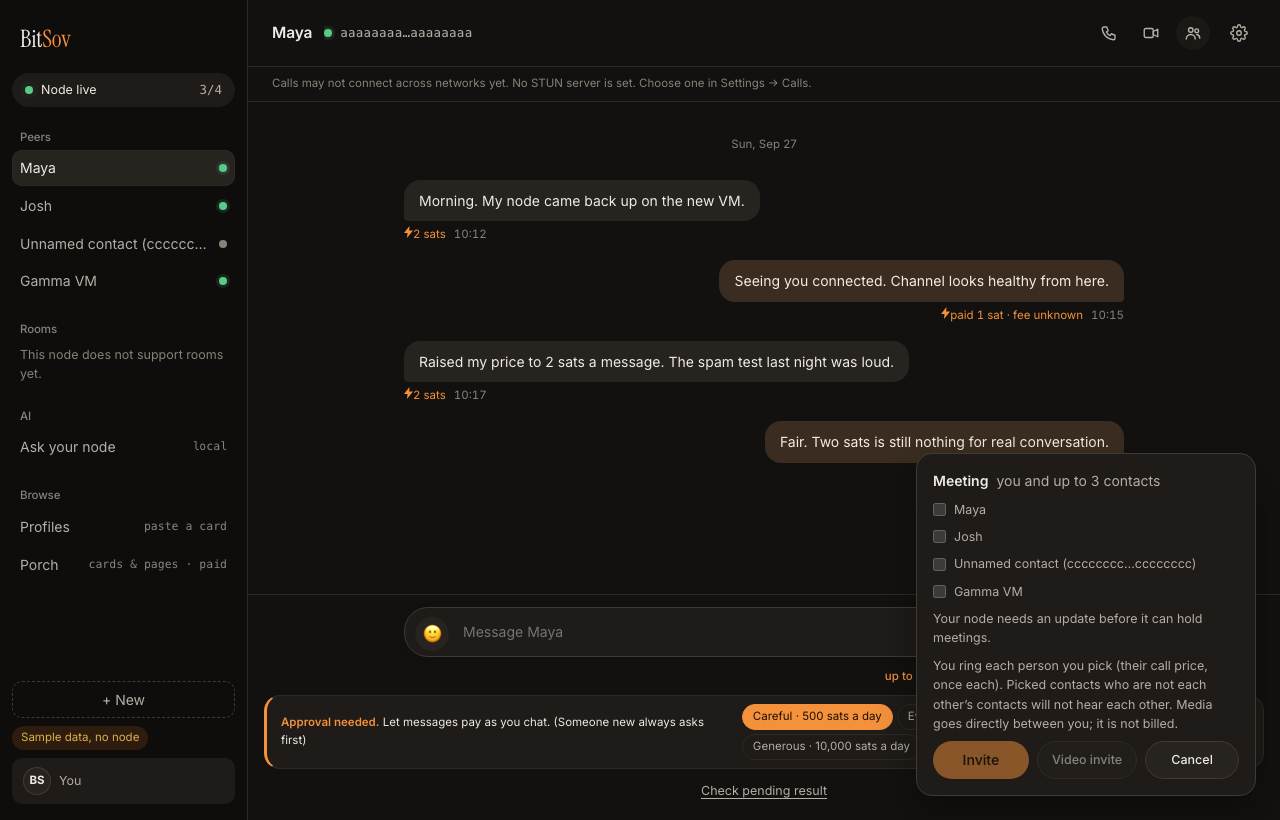 BitSov
Node live 3/4
Peers
Maya
Josh
Unnamed contact (cccccc...
Gamma VM
Rooms
This node does not support rooms
yet.
AI
Ask your node local
Browse
Profiles paste a card
Porch cards & pages · paid
+ New
Sample data, no node
BS You
Maya aaaaaaaa…aaaaaaaa
Calls may not connect across networks yet. No STUN server is set. Choose one in Settings → Calls.
Sun, Sep 27
Morning. My node came back up on the new VM.
2 sats 10:12
Seeing you connected. Channel looks healthy from here.
paid 1 sat · fee unknown 10:15
Raised my price to 2 sats a message. The spam test last night was loud.
2 sats 10:17
Fair. Two sats is still nothing for real conversation.
Message Maya
up to
Approval needed. Let messages pay as you chat. (Someone new always asks
first)
Careful · 500 sats a day
Generous · 10,000 sats a day
Check pending result
Meeting you and up to 3 contacts
Maya
Josh
Unnamed contact (cccccccc…cccccccc)
Gamma VM
Your node needs an update before it can hold
meetings.
You ring each person you pick (their call price,
once each). Picked contacts who are not each
other’s contacts will not hear each other. Media
goes directly between you; it is not billed.
Invite Video invite Cancel